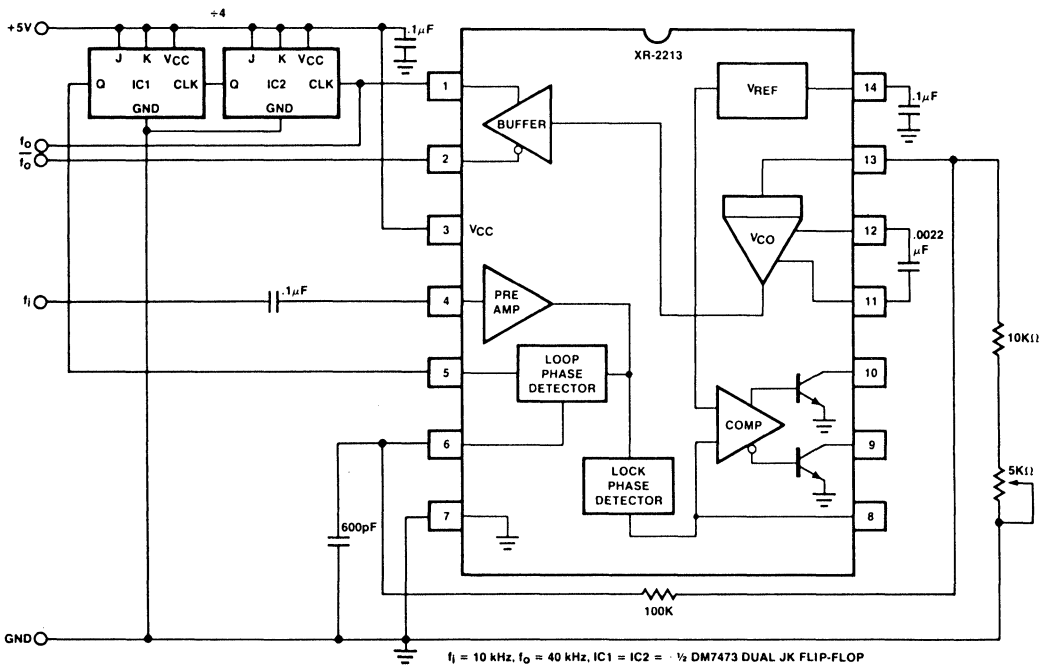 ÷4
+5V
.1µF
XR-2213
J K VCC
J K VCC
Q IC1 CLK
Q IC2 CLK
GND
GND
1
BUFFER
VREF
14
.1µF
fo
fo
2
13
3
VCC
VCO
12
.0022
µF
fi
.1µF
4
PRE
AMP
11
10KΩ
5
LOOP
PHASE
DETECTOR
10
6
COMP
9
LOCK
PHASE
DETECTOR
5KΩ
600pF
7
8
100K
GND
fi = 10 kHz, fo = 40 kHz, IC1 = IC2 = ½ DM7473 DUAL JK FLIP-FLOP